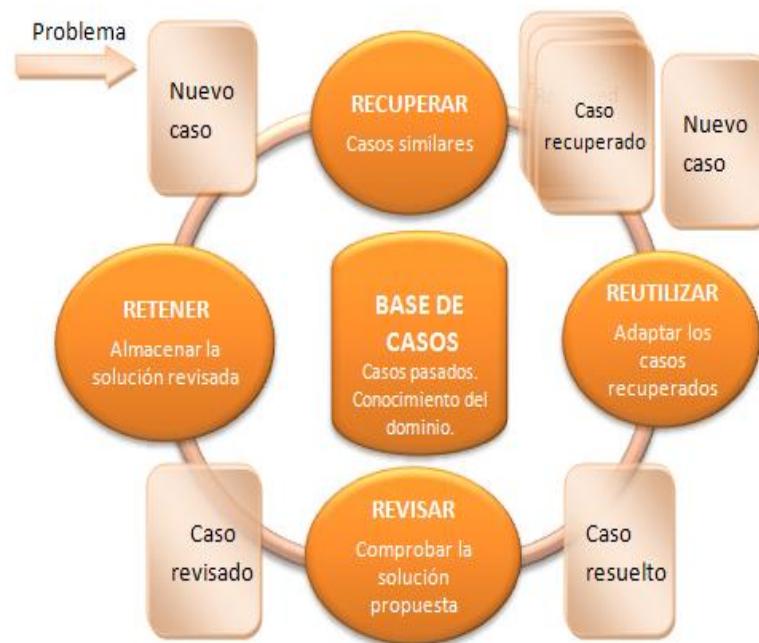 Problema
Nuevo
caso
RECUPERAR
Casos similares
Caso
recuperado
Nuevo
caso
RETENER
Almacenar la
solución revisada
BASE DE
CASOS
Casos pasados.
Conocimiento del
dominio.
REUTILIZAR
Adaptar los
casos
recuperados
Caso
revisado
REVISAR
Comprobar la
solución
propuesta
Caso
resuelto